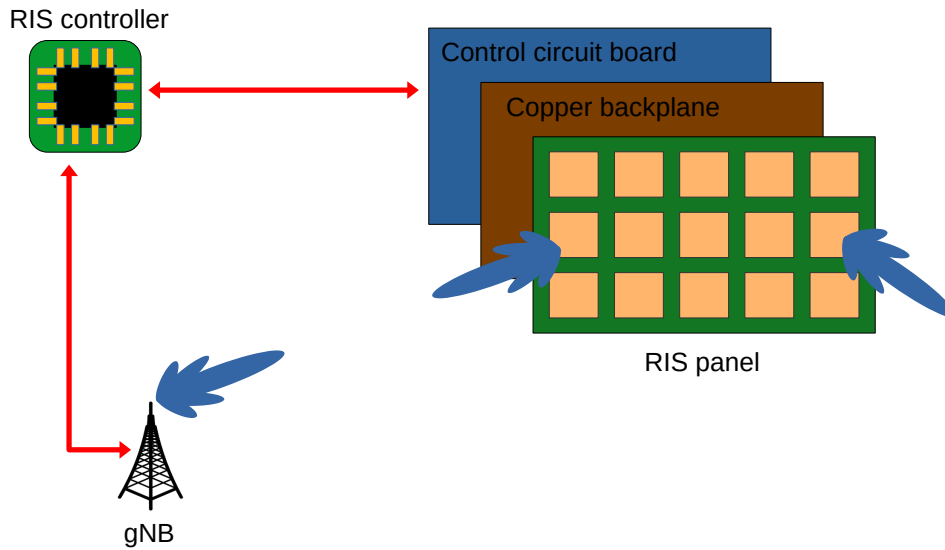 RIS controller
Control circuit board
Copper backplane
RIS panel
gNB